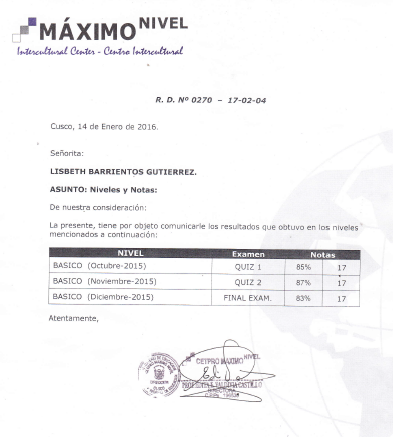 MÁXIMO NIVEL
Intercultural Center - Centro Intercultural
R. D. Nº 0270 – 17-02-04
Cusco, 14 de Enero de 2016.
Señorita:
LISBETH BARRIENTOS GUTIERREZ.
ASUNTO: Niveles y Notas:
De nuestra consideración:
La presente, tiene por objeto comunicarle los resultados que obtuvo en los niveles
mencionados a continuación:
NIVEL Examen Notas
BASICO (Octubre-2015) QUIZ 1 85% 17
BASICO (Noviembre-2015) QUIZ 2 87% 17
BASICO (Diciembre-2015) FINAL EXAM. 83% 17
Atentamente,
CETPRO MAXIMO NIVEL